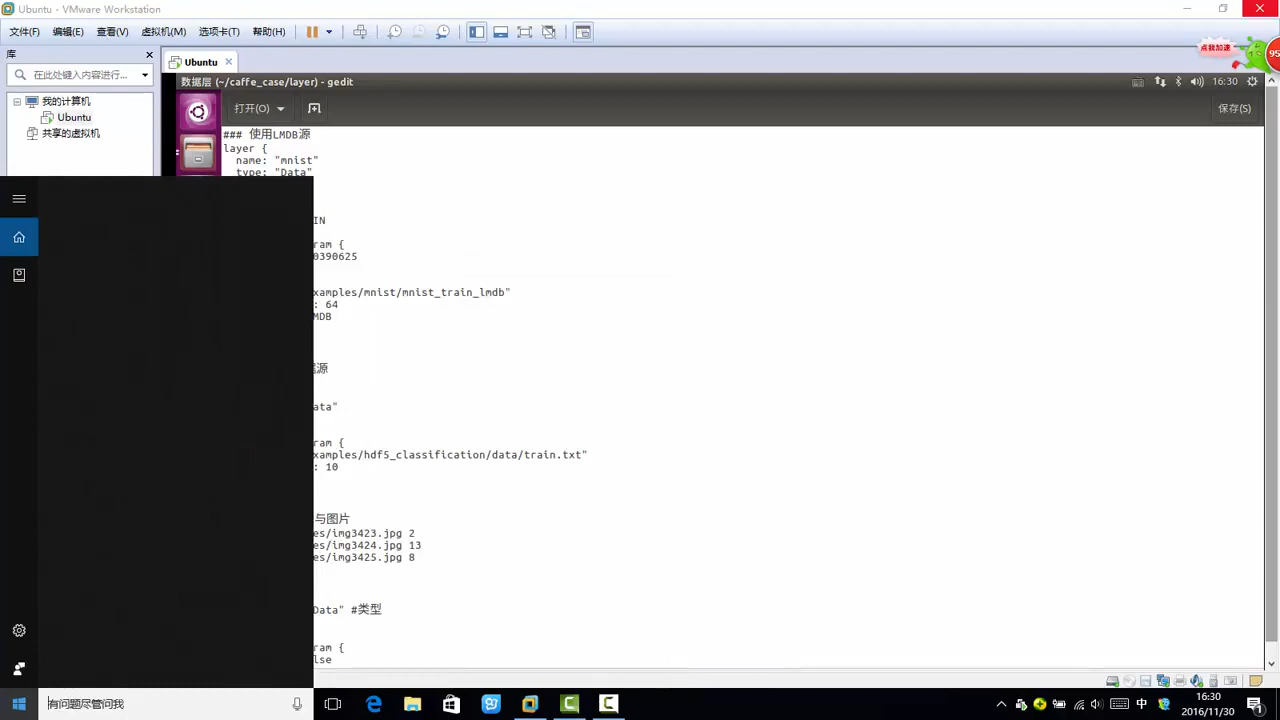 Ubuntu - VMware Workstation
文件(F) 编辑(E) 查看(V) 虚拟机(M) 选项卡(T) 帮助(H)
库
在此处键入内容进行...
我的计算机
Ubuntu
共享的虚拟机
Ubuntu
点我加速
95
数据层 (~/caffe_case/layer) - gedit
16:30
打开(O)
保存(S)
### 使用LMDB源
layer {
name: "mnist"
type: "Data"
IN
ram {
0390625
xamples/mnist/mnist_train_lmdb"
: 64
MDB
源
ata"
ram {
xamples/hdf5_classification/data/train.txt"
: 10
与图片
es/img3423.jpg 2
es/img3424.jpg 13
es/img3425.jpg 8
Data" #类型
ram {
lse
有问题尽管问我
中
16:30
2016/11/30
1